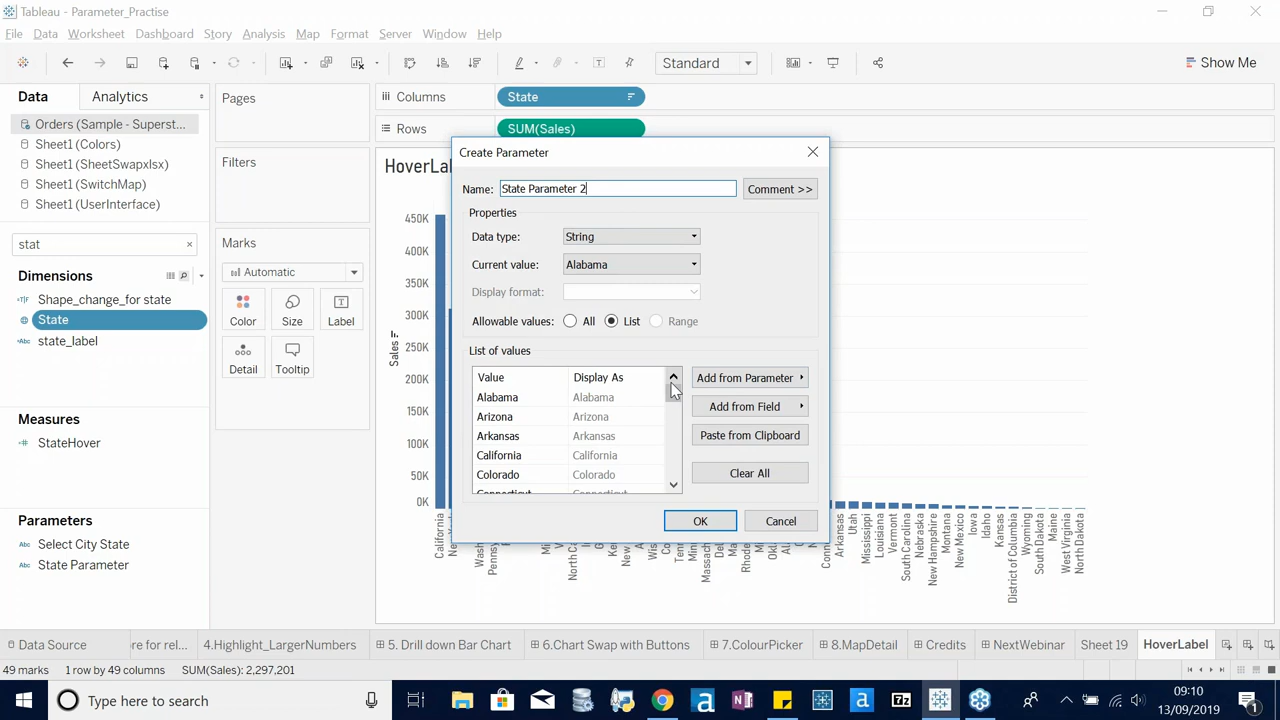 Tableau - Parameter_Practise
File Data Worksheet Dashboard Story Analysis Map Format Server Window Help
Standard
Show Me
Data Analytics
Orders (Sample - Superst...
Sheet1 (Colors)
Sheet1 (SheetSwapxlsx)
Sheet1 (SwitchMap)
Sheet1 (UserInterface)
stat
Dimensions
Shape_change_for state
State
Abc state_label
Measures
StateHover
Parameters
Abc Select City State
Abc State Parameter
Pages
Filters
Marks
Automatic
Color Size Label
Detail Tooltip
Columns State
Rows SUM(Sales)
HoverLa
Sales
450K
400K
350K
300K
250K
200K
150K
100K
50K
0K
Create Parameter
Name: State Parameter 2
Comment >>
Properties
Data type: String
Current value: Alabama
Display format:
Allowable values: All List Range
List of values
Value Display As
Alabama Alabama
Arizona Arizona
Arkansas Arkansas
California California
Colorado Colorado
Connecticut Connecticut
Add from Parameter
Add from Field
Paste from Clipboard
Clear All
OK Cancel
California
Arkansas
Utah
Mississippi
Louisiana
Vermont
South Carolina
Nebraska
New Hampshire
Montana
New Mexico
Iowa
Idaho
Kansas
District of Columbia
Wyoming
South Dakota
Maine
West Virginia
North Dakota
Data Source ore for rel... 4.Highlight_LargerNumbers 5. Drill down Bar Chart 6.Chart Swap with Buttons 7.ColourPicker 8.MapDetail Credits NextWebinar Sheet 19 HoverLabel
49 marks 1 row by 49 columns SUM(Sales): 2,297,201
Type here to search
09:10
13/09/2019